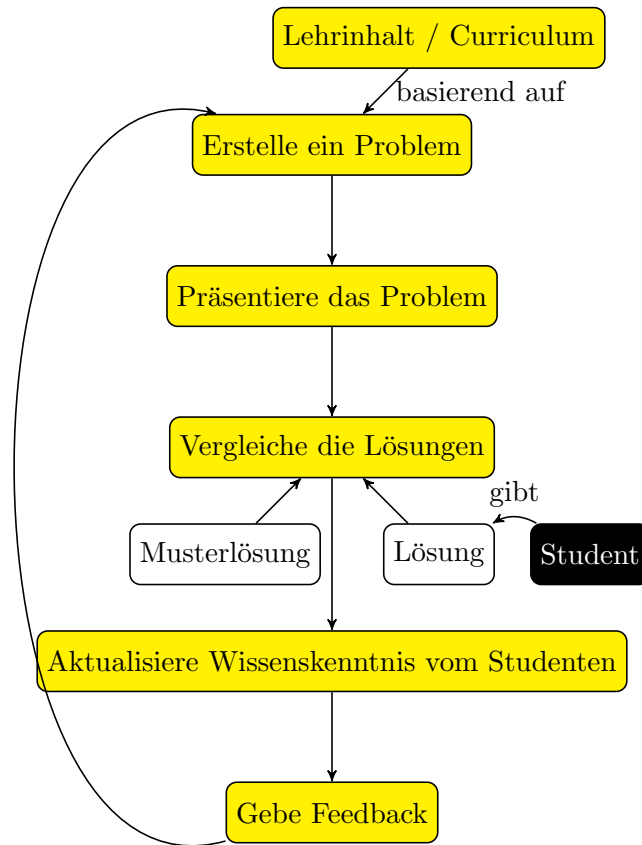 Lehrinhalt / Curriculum
basierend auf
Erstelle ein Problem
Präsentiere das Problem
Vergleiche die Lösungen
gibt
Musterlösung
Lösung
Student
Aktualisiere Wissenskenntnis vom Studenten
Gebe Feedback